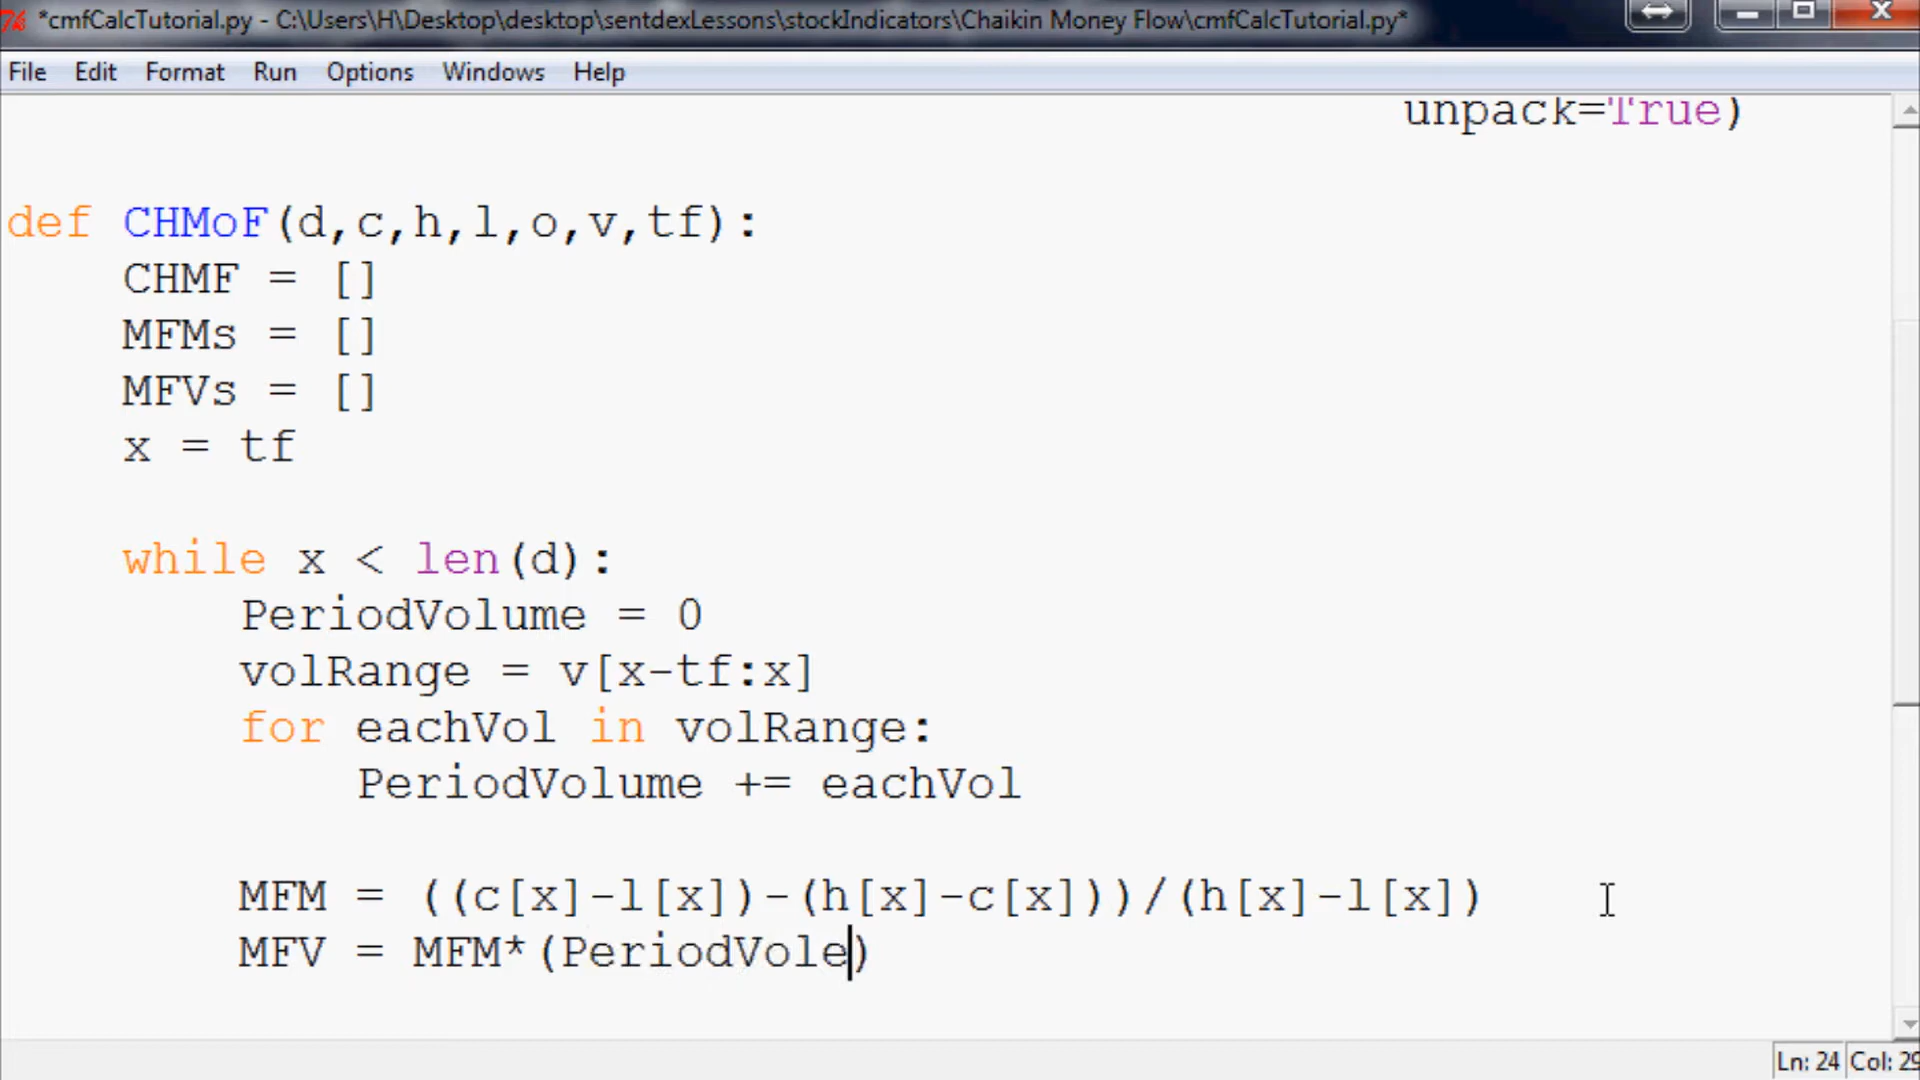 *cmfCalcTutorial.py - C:\Users\H\Desktop\desktop\sentdexLessons\stockIndicators\Chaikin Money Flow\cmfCalcTutorial.py*
File Edit Format Run Options Windows Help
unpack=True)
def CHMoF(d,c,h,l,o,v,tf):
CHMF = []
MFMs = []
MFVs = []
x = tf
while x < len(d):
PeriodVolume = 0
volRange = v[x-tf:x]
for eachVol in volRange:
PeriodVolume += eachVol
MFM = ((c[x]-l[x])-(h[x]-c[x]))/(h[x]-l[x])
MFV = MFM*(PeriodVole)
Ln: 24 Col: 29